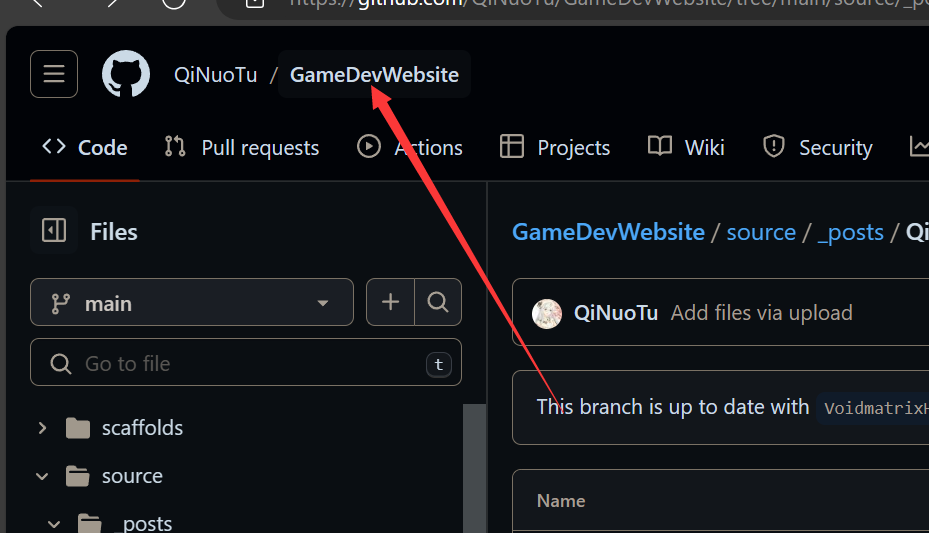 https://github.com/QiNuoTu/GameDevWebsite/tree/main/source/_po
QiNuoTu / GameDevWebsite
Code Pull requests Actions Projects Wiki Security
Files
GameDevWebsite / source / _posts / Qi
main
QiNuoTu Add files via upload
Go to file t
This branch is up to date with VoidmatrixH
scaffolds
source
Name
_posts